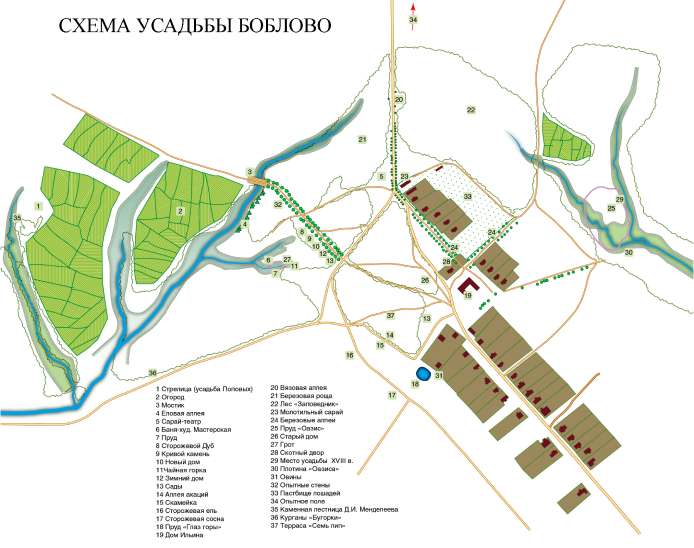 СХЕМА УСАДЬБЫ БОБЛОВО
34
20
22
21
3
5
23
33
1
2
32
29
25
35
4
8
9
10
12
13
24
24
30
6
27
11
7
28
26
19
37
13
14
15
16
36
18
31
17
1 Стрелица (усадьба Поповых)
2 Огород
3 Мостик
4 Еловая аллея
5 Сарай-театр
6 Баня-худ. Мастерская
7 Пруд
8 Сторожевой Дуб
9 Кривой камень
10 Новый дом
11Чайная горка
12 Зимний дом
13 Сады
14 Аллея акаций
15 Скамейка
16 Сторожевая ель
17 Сторожевая сосна
18 Пруд «Глаз горы»
19 Дом Ильина
20 Вязовая аллея
21 Березовая роща
22 Лес «Заповедник»
23 Молотильный сарай
24 Березовые аллеи
25 Пруд «Оазис»
26 Старый дом
27 Грот
28 Скотный двор
29 Место усадьбы XVIII в.
30 Плотина «Оазиса»
31 Овины
32 Опытные стены
33 Пастбище лошадей
34 Опытное поле
35 Каменная лестница Д.И. Менделеева
36 Курганы «Бугорки»
37 Терраса «Семь лип»